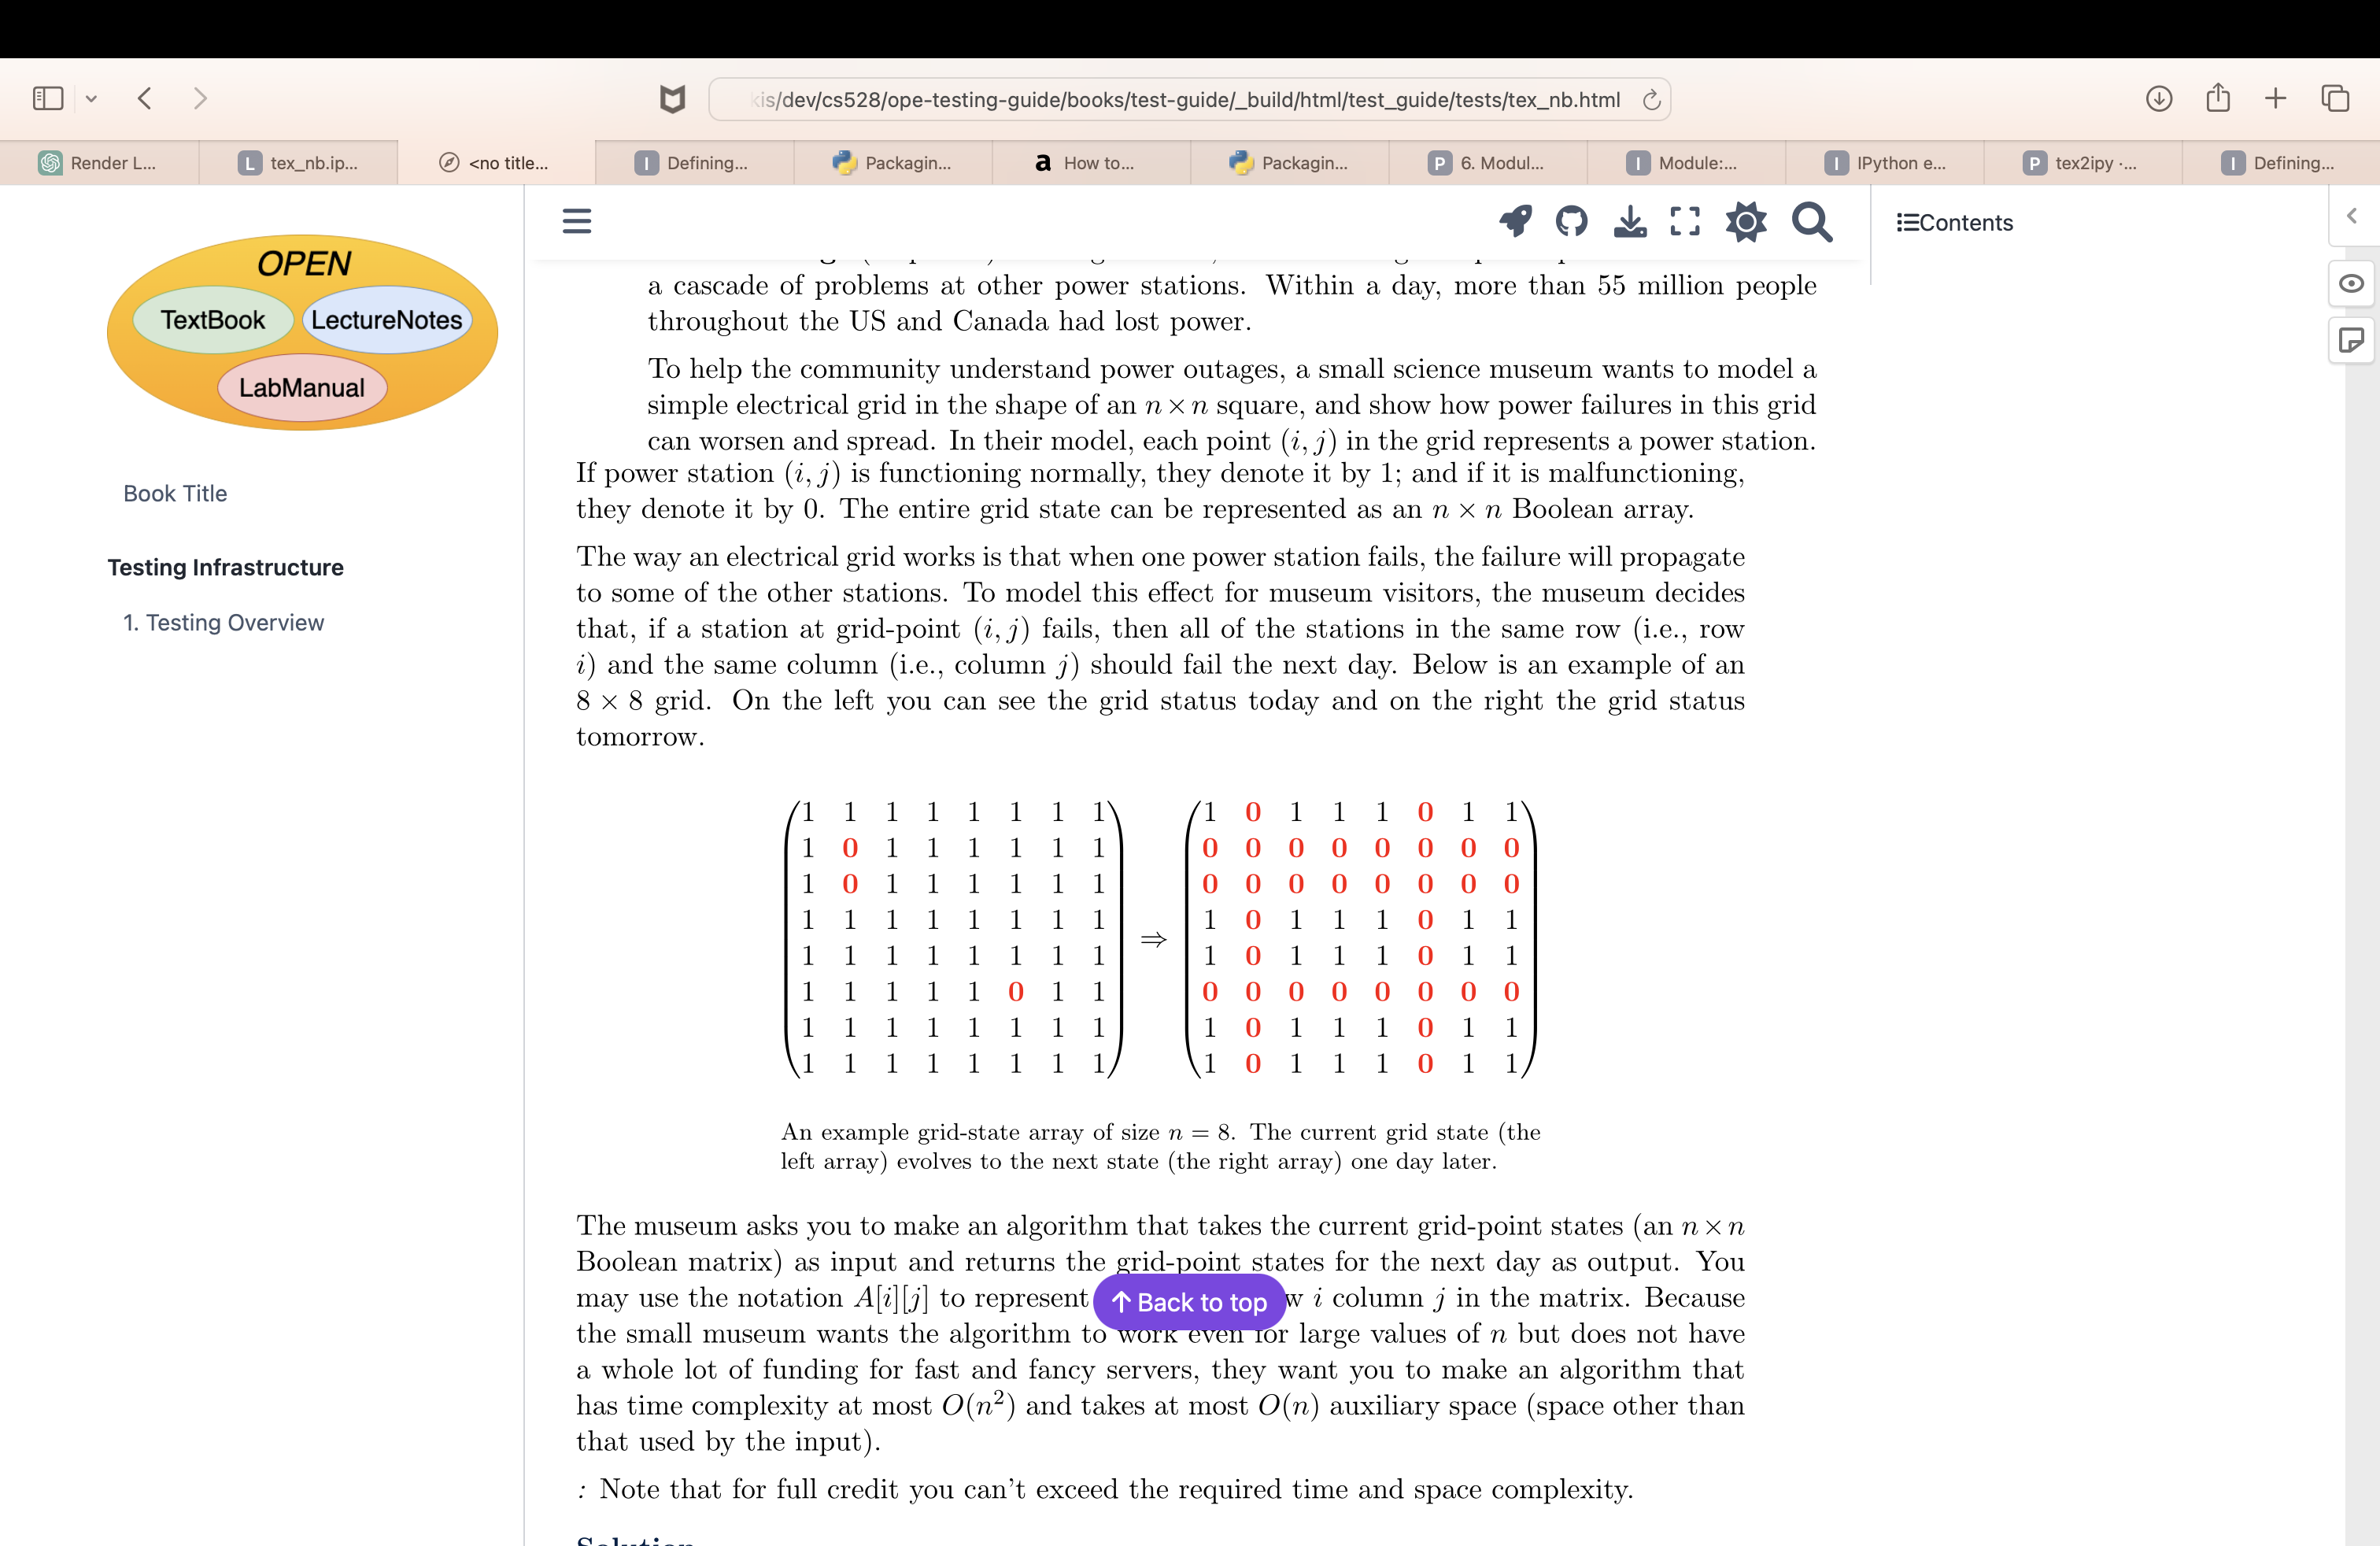 kis/dev/cs528/ope-testing-guide/books/test-guide/_build/html/test_guide/tests/tex_nb.html
Render L...
L tex_nb.ip...
<no title...
I Defining...
Packagin...
a How to...
Packagin...
P 6. Modul...
I Module:...
I IPython e...
P tex2ipy ·...
I Defining...
OPEN
TextBook
LectureNotes
LabManual
Book Title
Testing Infrastructure
1. Testing Overview
Contents
a cascade of problems at other power stations. Within a day, more than 55 million people
throughout the US and Canada had lost power.
To help the community understand power outages, a small science museum wants to model a
simple electrical grid in the shape of an n × n square, and show how power failures in this grid
can worsen and spread. In their model, each point (i, j) in the grid represents a power station.
If power station (i, j) is functioning normally, they denote it by 1; and if it is malfunctioning,
they denote it by 0. The entire grid state can be represented as an n × n Boolean array.
The way an electrical grid works is that when one power station fails, the failure will propagate
to some of the other stations. To model this effect for museum visitors, the museum decides
that, if a station at grid-point (i, j) fails, then all of the stations in the same row (i.e., row
i) and the same column (i.e., column j) should fail the next day. Below is an example of an
8 × 8 grid. On the left you can see the grid status today and on the right the grid status
tomorrow.
1 1 1 1 1 1 1 1
1 0 1 1 1 1 1 1
1 0 1 1 1 1 1 1
1 1 1 1 1 1 1 1
1 1 1 1 1 1 1 1
1 1 1 1 1 0 1 1
1 1 1 1 1 1 1 1
1 1 1 1 1 1 1 1
⇒
1 0 1 1 1 0 1 1
0 0 0 0 0 0 0 0
0 0 0 0 0 0 0 0
1 0 1 1 1 0 1 1
1 0 1 1 1 0 1 1
0 0 0 0 0 0 0 0
1 0 1 1 1 0 1 1
1 0 1 1 1 0 1 1
An example grid-state array of size n = 8. The current grid state (the
left array) evolves to the next state (the right array) one day later.
The museum asks you to make an algorithm that takes the current grid-point states (an n × n
Boolean matrix) as input and returns the grid-point states for the next day as output. You
may use the notation A[i][j] to represent w i column j in the matrix. Because
↑ Back to top
the small museum wants the algorithm to work even for large values of n but does not have
a whole lot of funding for fast and fancy servers, they want you to make an algorithm that
has time complexity at most O(n²) and takes at most O(n) auxiliary space (space other than
that used by the input).
: Note that for full credit you can't exceed the required time and space complexity.
Solution